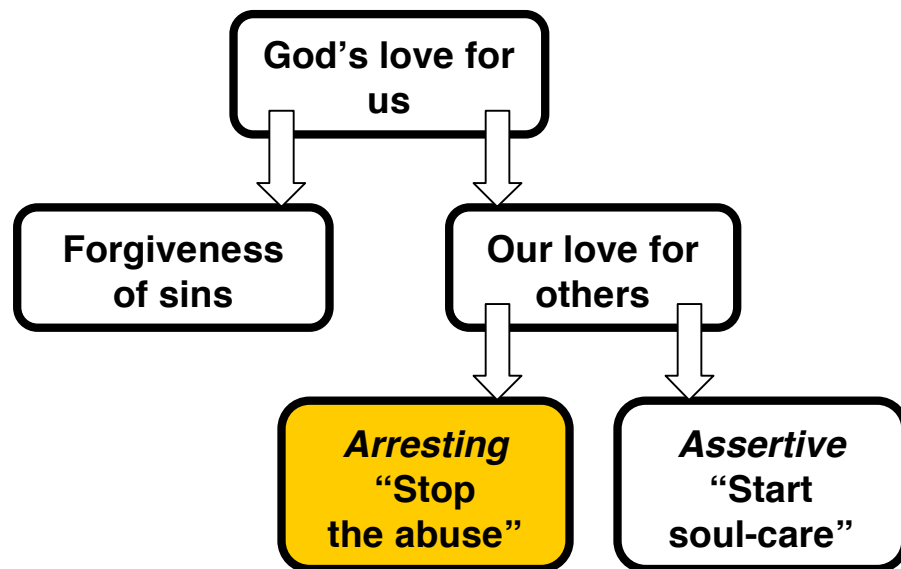 God’s love for
us
Forgiveness
of sins
Our love for
others
Arresting
“Stop
the abuse”
Assertive
“Start
soul-care”